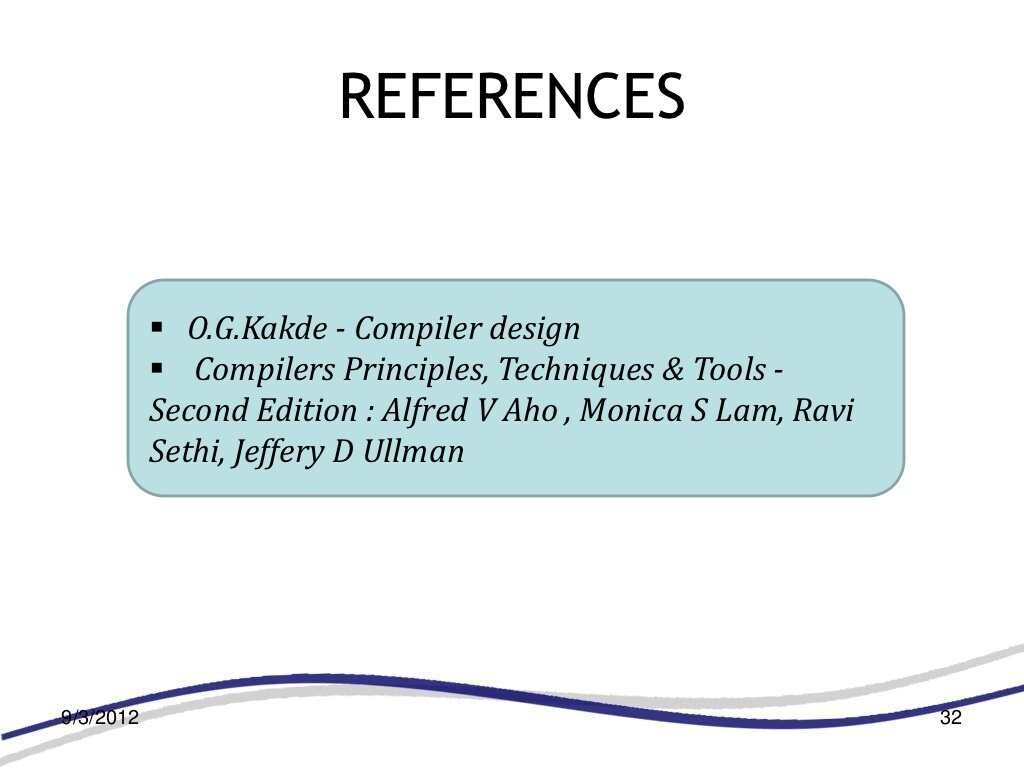 REFERENCES
▪ O.G.Kakde - Compiler design
▪ Compilers Principles, Techniques & Tools -
Second Edition : Alfred V Aho , Monica S Lam, Ravi
Sethi, Jeffery D Ullman
9/3/2012
32